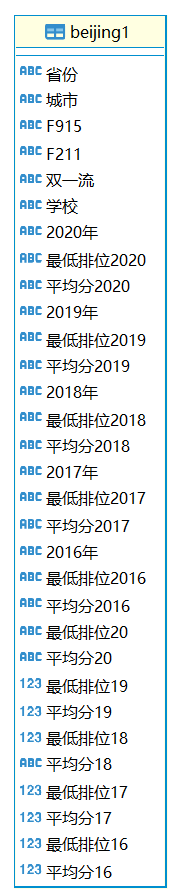 beijing1
ABC 省份
ABC 城市
ABC F915
ABC F211
ABC 双一流
ABC 学校
ABC 2020年
ABC 最低排位2020
ABC 平均分2020
ABC 2019年
ABC 最低排位2019
ABC 平均分2019
ABC 2018年
ABC 最低排位2018
ABC 平均分2018
ABC 2017年
ABC 最低排位2017
ABC 平均分2017
ABC 2016年
ABC 最低排位2016
ABC 平均分2016
ABC 最低排位20
ABC 平均分20
123 最低排位19
123 平均分19
123 最低排位18
ABC 平均分18
123 最低排位17
123 平均分17
123 最低排位16
123 平均分16